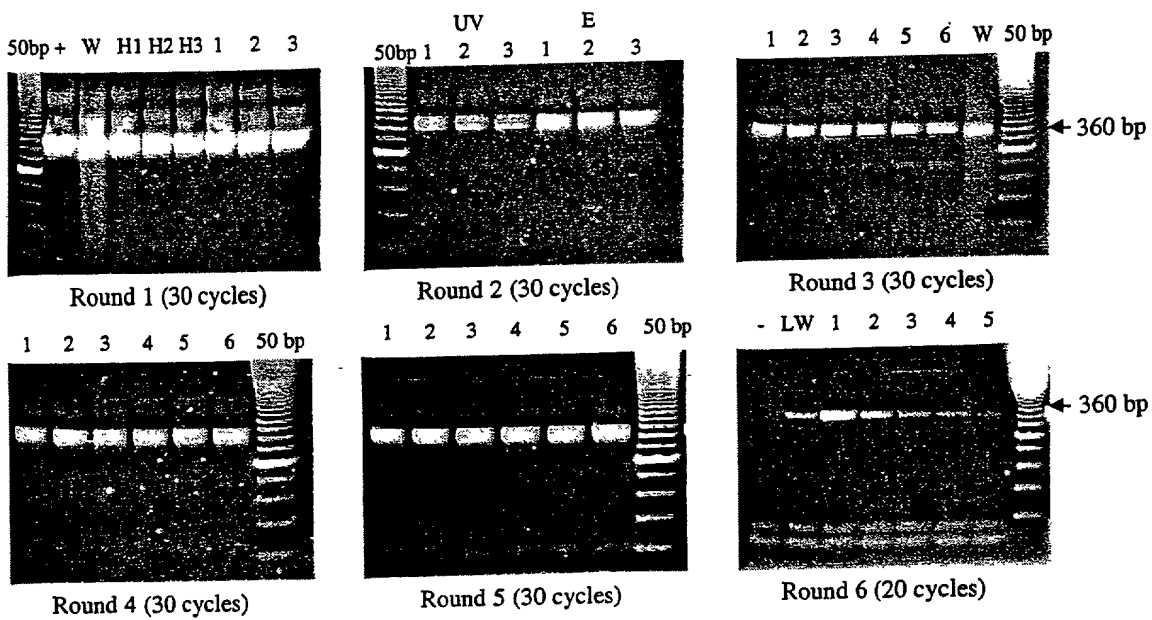 UV E
50bp + W H1 H2 H3 1 2 3
50bp 1 2 3 1 2 3
1 2 3 4 5 6 W 50 bp
360 bp
Round 1 (30 cycles)
Round 2 (30 cycles)
Round 3 (30 cycles)
1 2 3 4 5 6 50 bp
1 2 3 4 5 6 50 bp
- LW 1 2 3 4 5
360 bp
Round 4 (30 cycles)
Round 5 (30 cycles)
Round 6 (20 cycles)